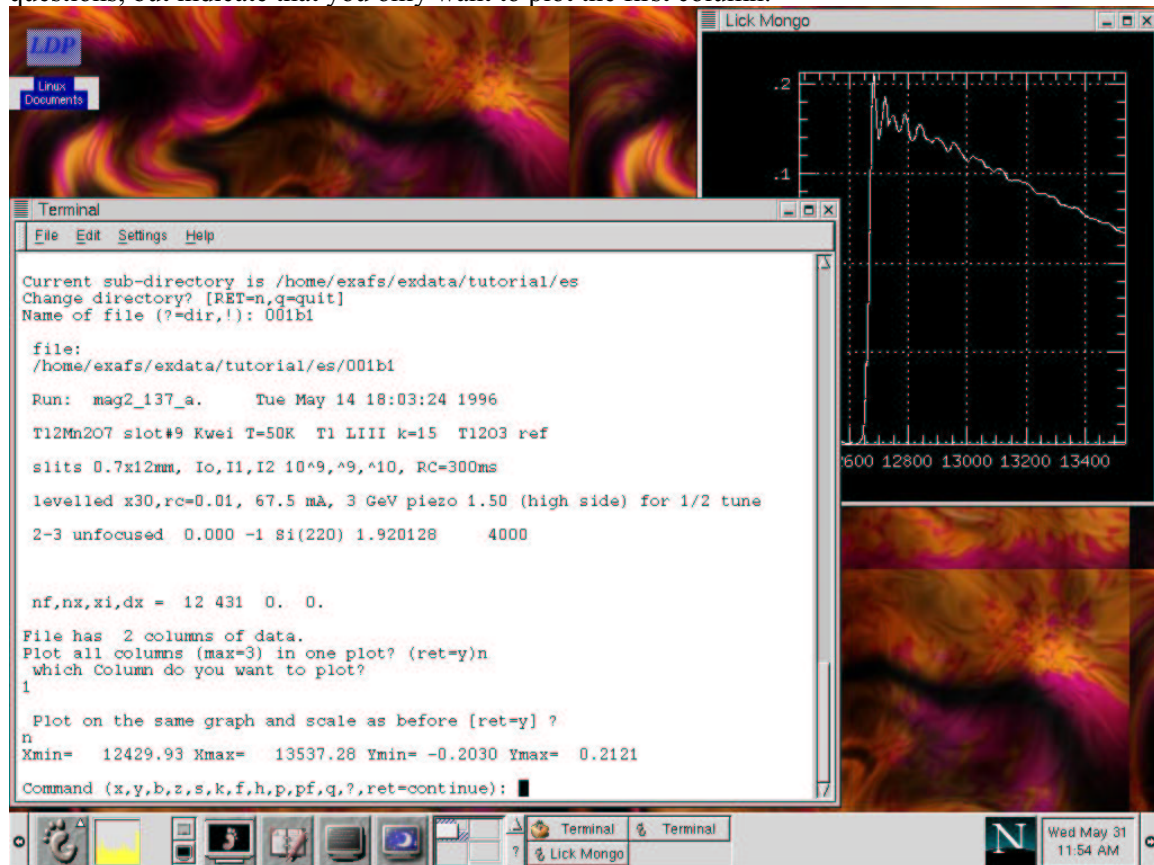 questions, but indicate that you only want to plot the first column.
LDP
Linux
Documents
Lick Mongo
.2
.1
Terminal
File Edit Settings Help
Current sub-directory is /home/exafs/exdata/tutorial/es
Change directory? [RET=n,q=quit]
Name of file (?=dir,!): 001b1
file:
/home/exafs/exdata/tutorial/es/001b1
Run: mag2_137_a. Tue May 14 18:03:24 1996
Tl2Mn2O7 slot#9 Kwei T=50K Tl LIII k=15 Tl2O3 ref
slits 0.7x12mm, Io,I1,I2 10^9,^9,^10, RC=300ms
levelled x30,rc=0.01, 67.5 mA, 3 GeV piezo 1.50 (high side) for 1/2 tune
2-3 unfocused 0.000 -1 Si(220) 1.920128 4000
nf,nx,xi,dx = 12 431 0. 0.
File has 2 columns of data.
Plot all columns (max=3) in one plot? (ret=y)n
which Column do you want to plot?
1
Plot on the same graph and scale as before [ret=y] ?
n
Xmin= 12429.93 Xmax= 13537.28 Ymin= -0.2030 Ymax= 0.2121
Command (x,y,b,z,s,k,f,h,p,pf,q,?,ret=continue):
600 12800 13000 13200 13400
Terminal
Terminal
?
Lick Mongo
N
Wed May 31
11:54 AM